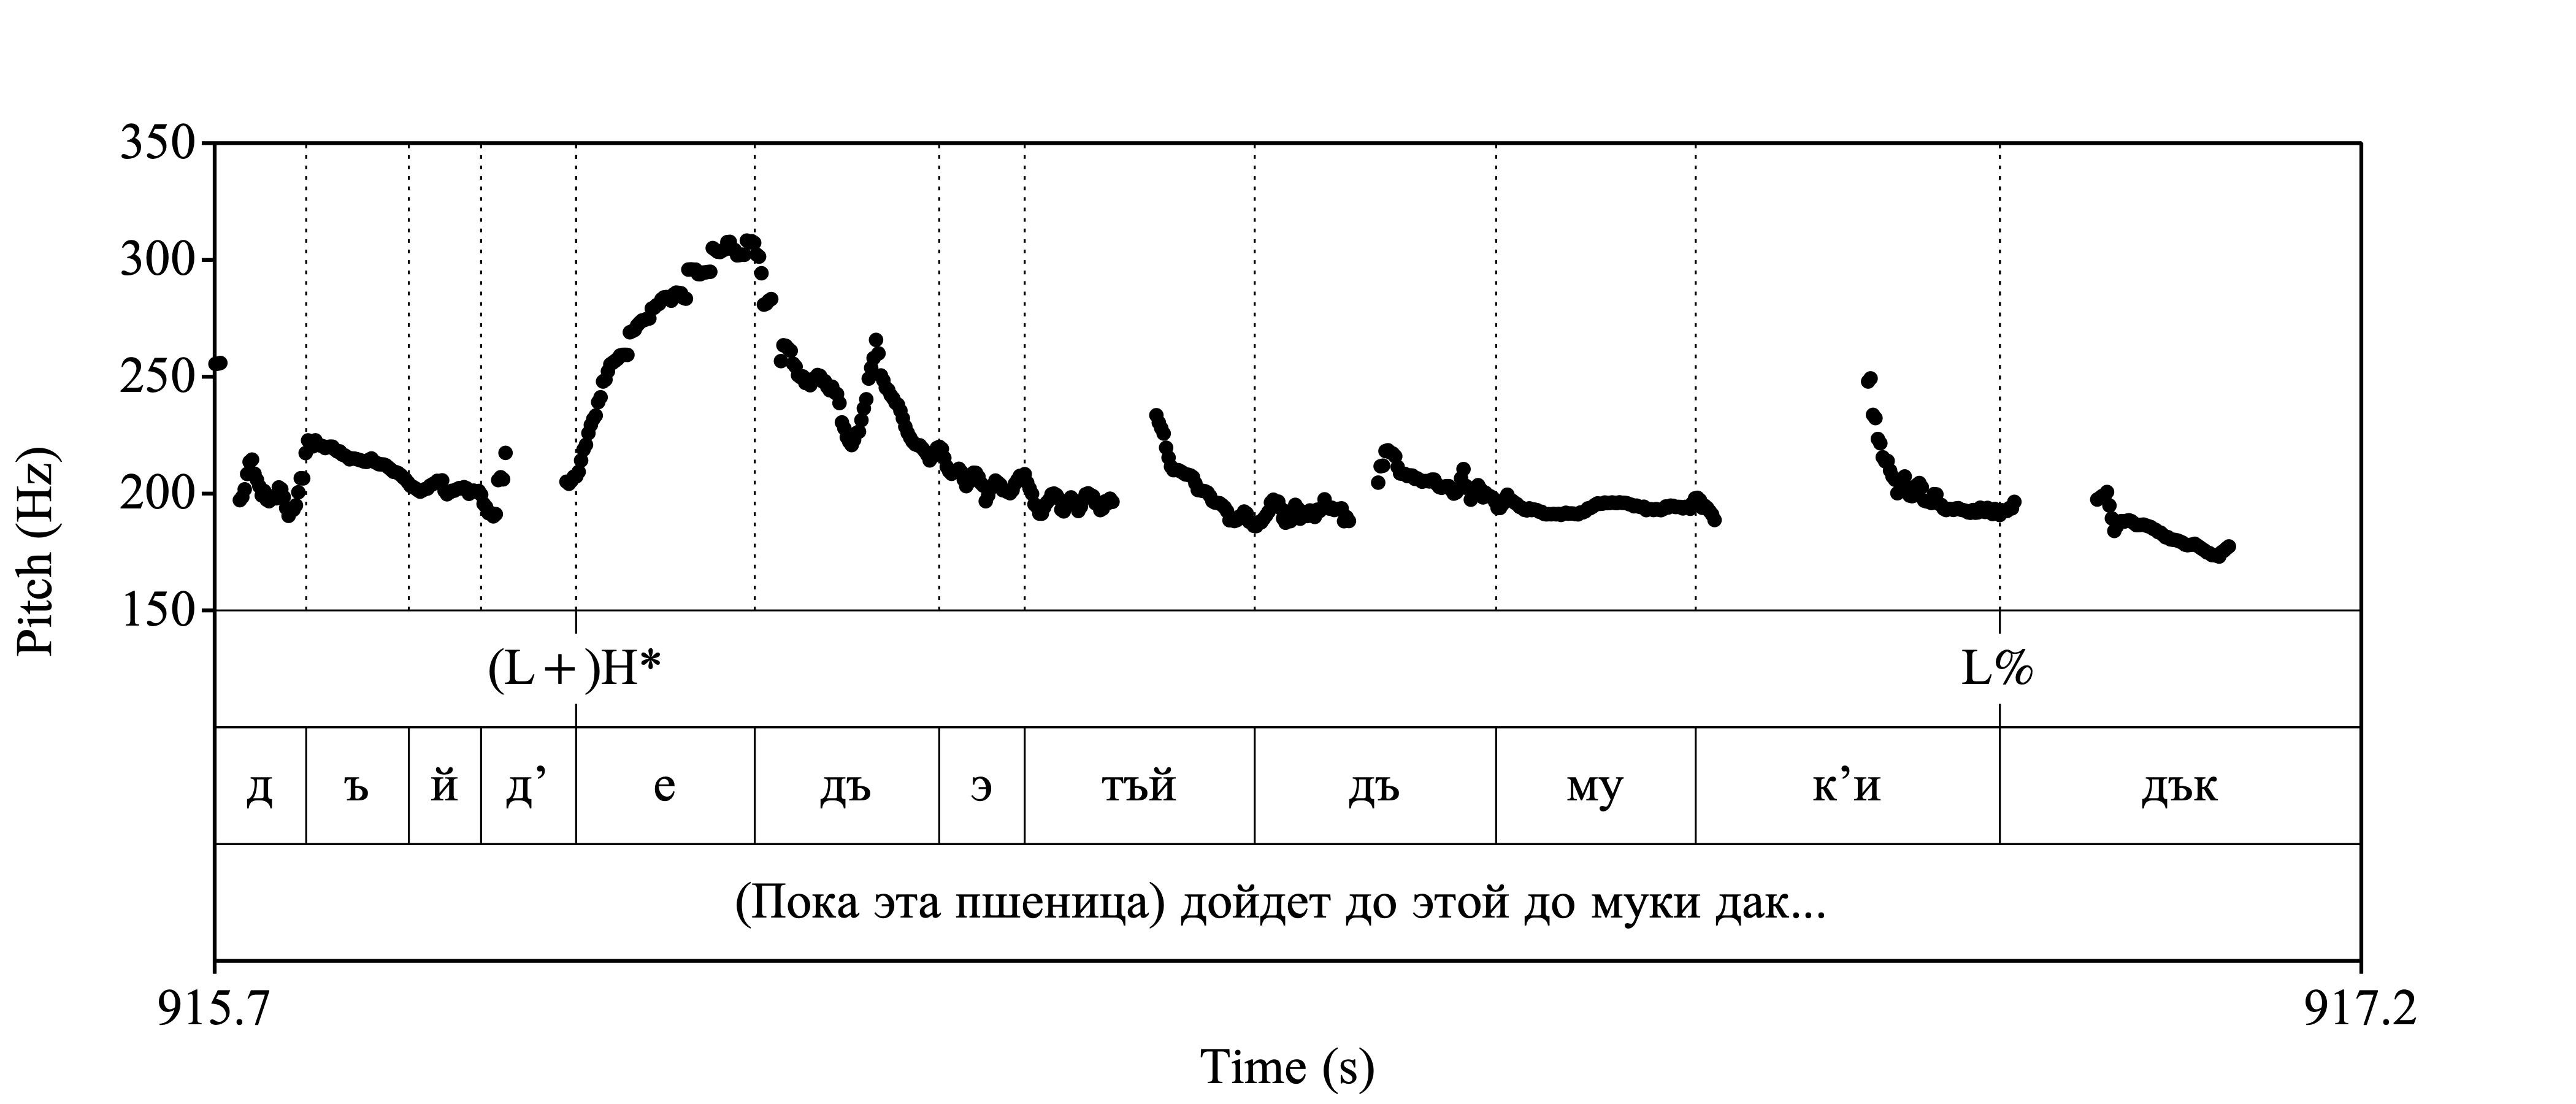 350
300
250
200
150
Pitch (Hz)
(L+)H* L%
д ъ й д’ е дъ э тъй дъ му к’и дък
(Пока эта пшеница) дойдет до этой до муки дак...
915.7 917.2
Time (s)